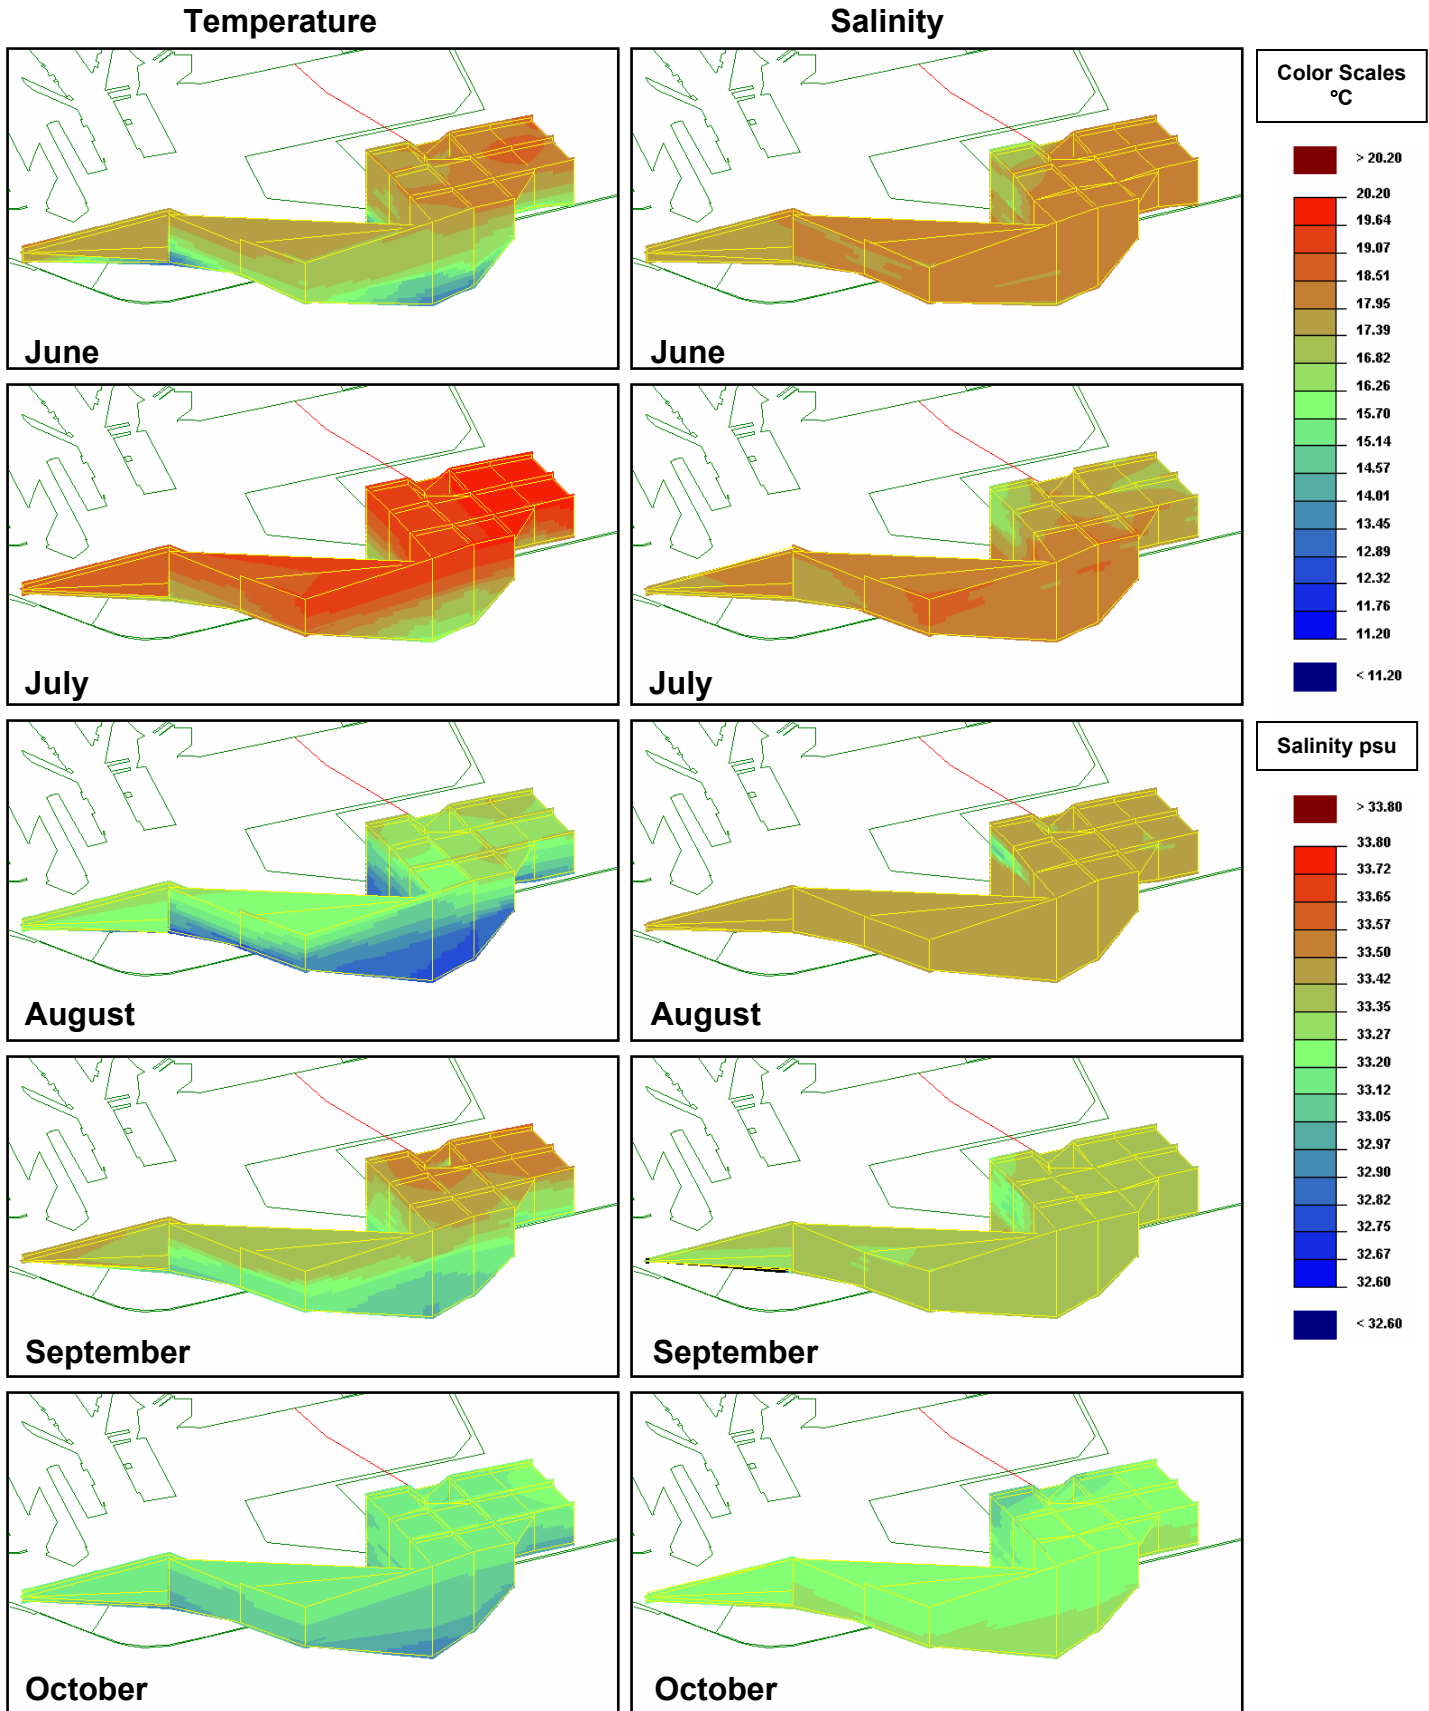 Temperature
Salinity
Color Scales
°C
> 20.20
20.20
19.64
19.07
18.51
17.95
17.39
16.82
16.26
15.70
15.14
14.57
14.01
13.45
12.89
12.32
11.76
11.20
< 11.20
June
June
July
July
Salinity psu
> 33.80
33.80
33.72
33.65
33.57
33.50
33.42
33.35
33.27
33.20
33.12
33.05
32.97
32.90
32.82
32.75
32.67
32.60
< 32.60
August
August
September
September
October
October